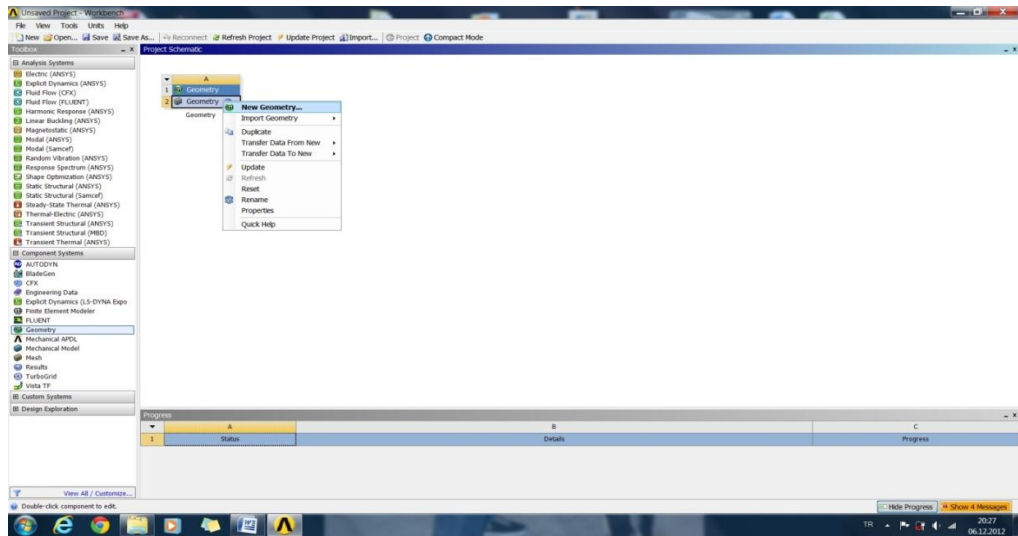 Unsaved Project - Workbench
File View Tools Units Help
New Open... Save Save As... Reconnect Refresh Project Update Project Import... Project Compact Mode
Toolbox
Project Schematic
Analysis Systems
Electric (ANSYS)
Explicit Dynamics (ANSYS)
Fluid Flow (CFX)
Fluid Flow (FLUENT)
Harmonic Response (ANSYS)
Linear Buckling (ANSYS)
Magnetostatic (ANSYS)
Modal (ANSYS)
Modal (Samcef)
Random Vibration (ANSYS)
Response Spectrum (ANSYS)
Shape Optimization (ANSYS)
Static Structural (ANSYS)
Static Structural (Samcef)
Steady-State Thermal (ANSYS)
Thermal-Electric (ANSYS)
Transient Structural (ANSYS)
Transient Structural (MBD)
Transient Thermal (ANSYS)
Component Systems
AUTODYN
BladeGen
CFX
Engineering Data
Explicit Dynamics (LS-DYNA Expo
Finite Element Modeler
FLUENT
Geometry
Mechanical APDL
Mechanical Model
Mesh
Results
TurboGrid
Vista TF
Custom Systems
Design Exploration
View All / Customize...
A
1 Geometry
2 Geometry
Geometry
New Geometry...
Import Geometry
Duplicate
Transfer Data From New
Transfer Data To New
Update
Refresh
Reset
Rename
Properties
Quick Help
Progress
A B C
1 Status Details Progress
Double-click component to edit.
Hide Progress Show 4 Messages
TR
20:27
06.12.2012